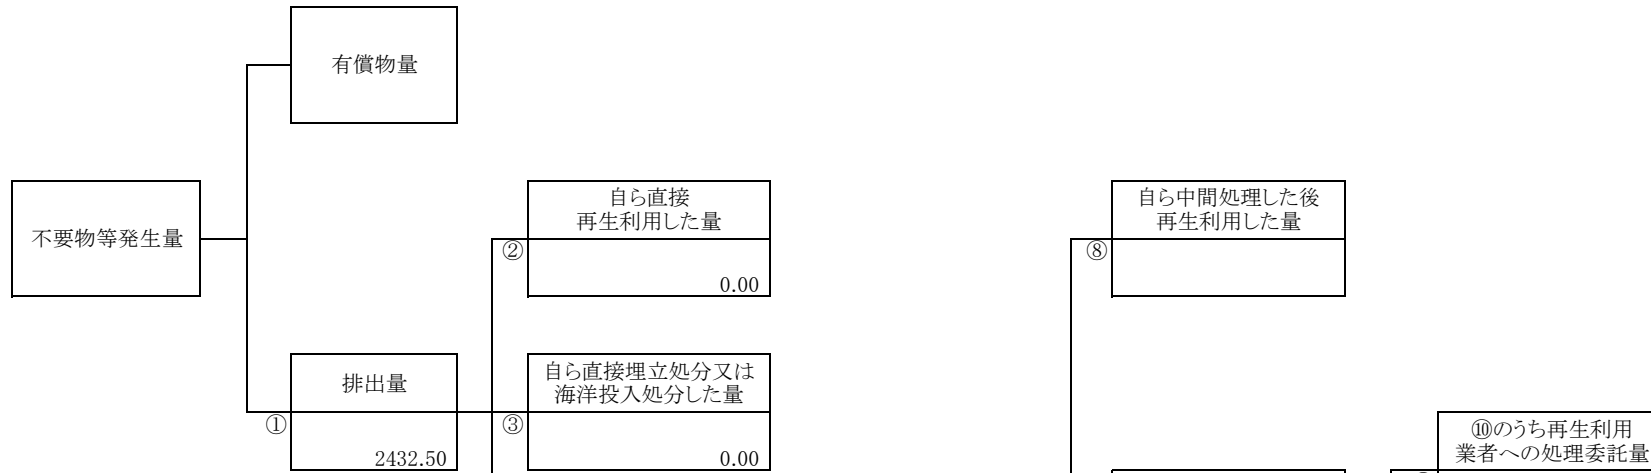 有償物量
不要物等発生量
自ら直接
再生利用した量
②
0.00
自ら中間処理した後
再生利用した量
⑧
排出量
①
2432.50
自ら直接埋立処分又は
海洋投入処分した量
③
0.00
⑩のうち再生利用
業者への処理委託量